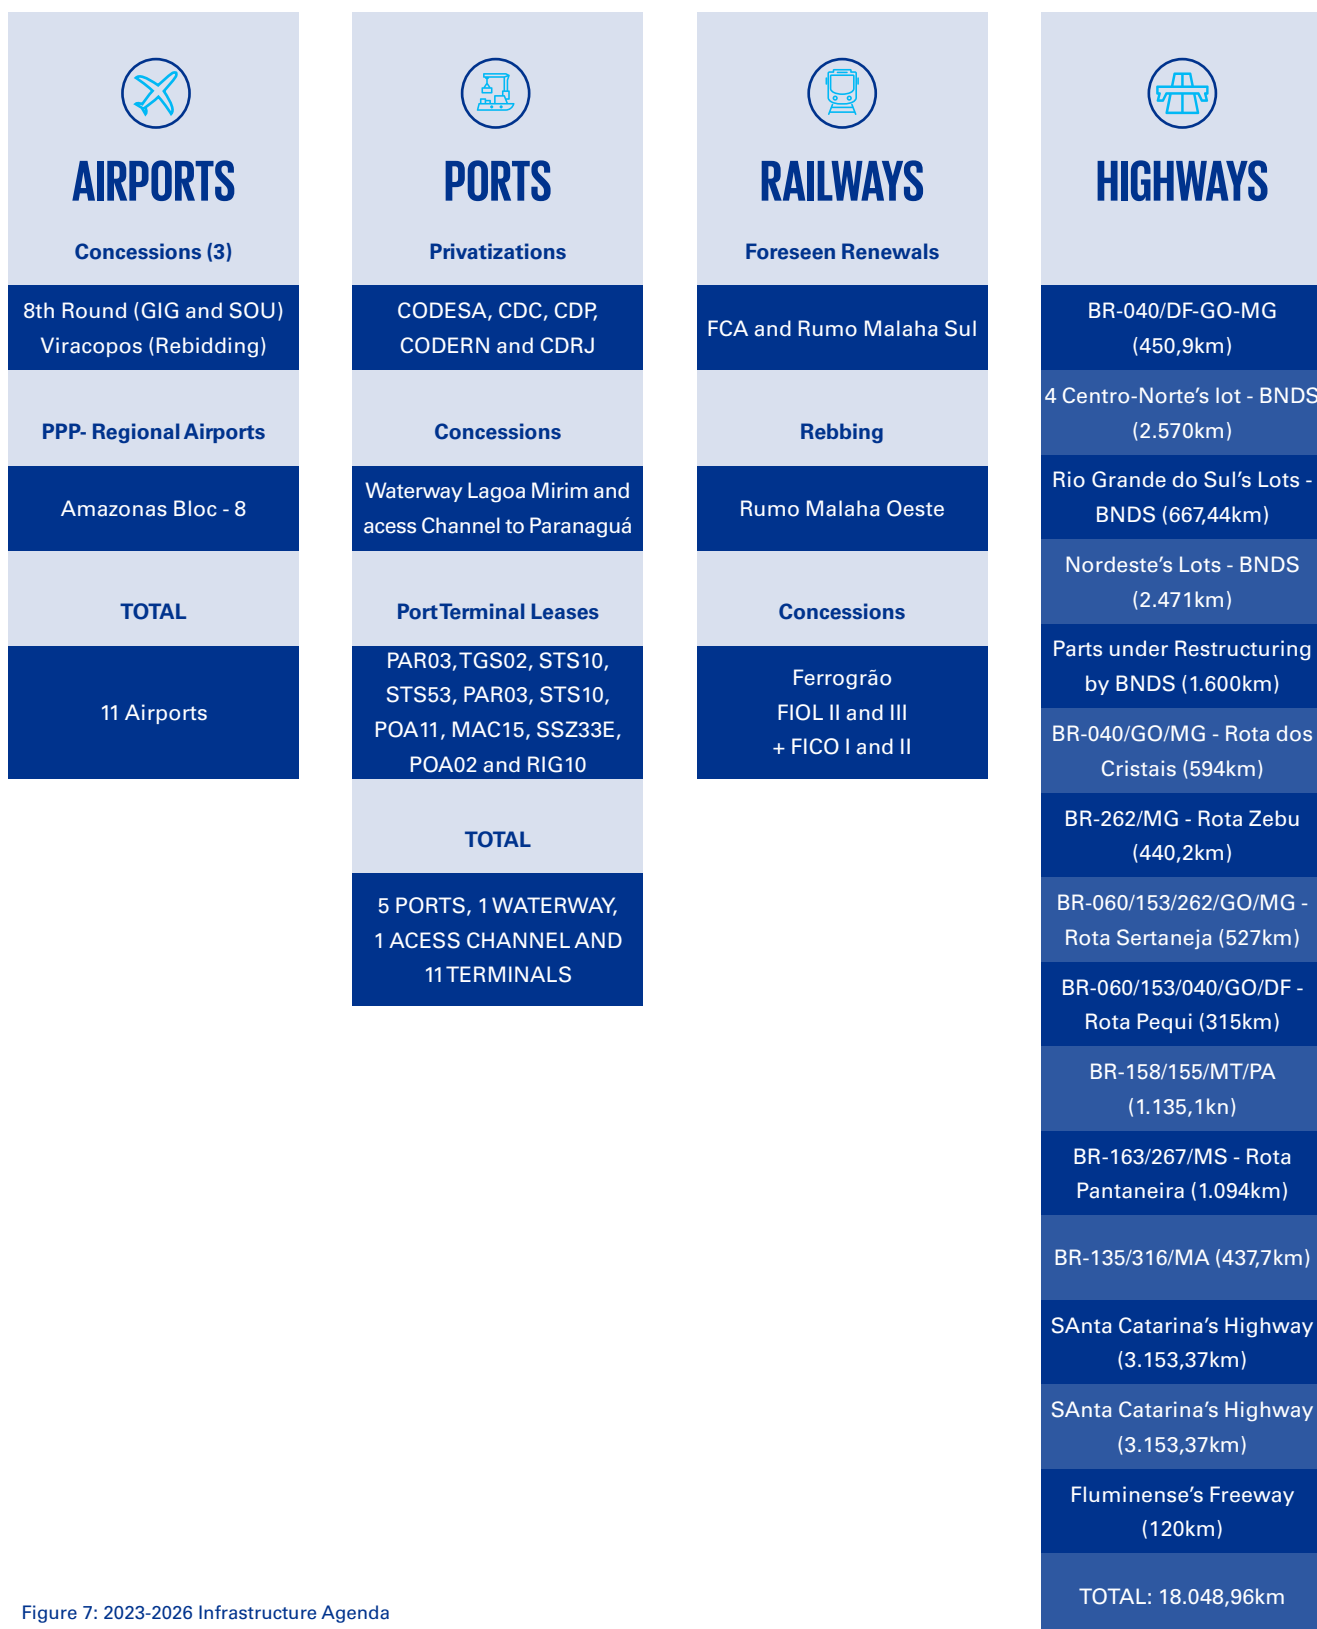 AIRPORTS
Concessions (3)
8th Round (GIG and SOU)
Viracopos (Rebidding)
PPP- Regional Airports
Amazonas Bloc - 8
TOTAL
11 Airports
PORTS
Privatizations
CODESA, CDC, CDP,
CODERN and CDRJ
Concessions
Waterway Lagoa Mirim and
acess Channel to Paranaguá
Port Terminal Leases
PAR03, TGS02, STS10,
STS53, PAR03, STS10,
POA11, MAC15, SSZ33E,
POA02 and RIG10
TOTAL
5 PORTS, 1 WATERWAY,
1 ACESS CHANNEL AND
11 TERMINALS
RAILWAYS
Foreseen Renewals
FCA and Rumo Malaha Sul
Rebbing
Rumo Malaha Oeste
Concessions
Ferrogrão
FIOL II and III
+ FICO I and II
HIGHWAYS
BR-040/DF-GO-MG
(450,9km)
4 Centro-Norte’s lot - BNDS
(2.570km)
Rio Grande do Sul’s Lots -
BNDS (667,44km)
Nordeste’s Lots - BNDS
(2.471km)
Parts under Restructuring
by BNDS (1.600km)
BR-040/GO/MG - Rota dos
Cristais (594km)
BR-262/MG - Rota Zebu
(440,2km)
BR-060/153/262/GO/MG -
Rota Sertaneja (527km)
BR-060/153/040/GO/DF -
Rota Pequi (315km)
BR-158/155/MT/PA
(1.135,1kn)
BR-163/267/MS - Rota
Pantaneira (1.094km)
BR-135/316/MA (437,7km)
SAnta Catarina’s Highway
(3.153,37km)
SAnta Catarina’s Highway
(3.153,37km)
Fluminense’s Freeway
(120km)
TOTAL: 18.048,96km
Figure 7: 2023-2026 Infrastructure Agenda